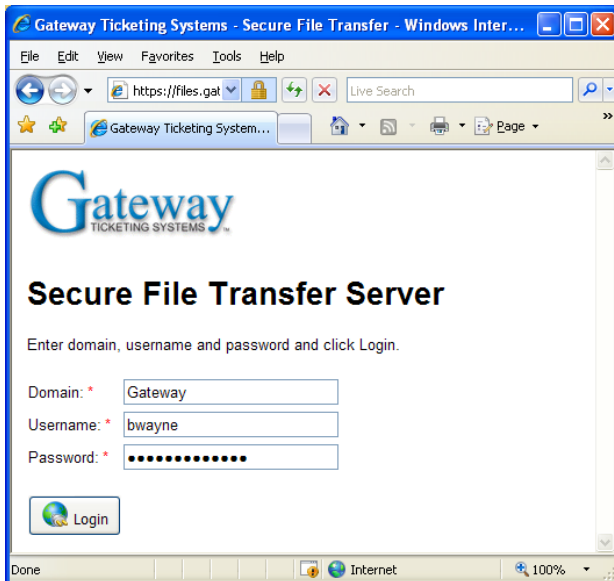 Gateway Ticketing Systems - Secure File Transfer - Windows Inter...
File Edit View Favorites Tools Help
https://files.gat Live Search
Gateway Ticketing System... Page »
Gateway
TICKETING SYSTEMS™
Secure File Transfer Server
Enter domain, username and password and click Login.
Domain: * Gateway
Username: * bwayne
Password: * •••••••••••••
Login
Done Internet 100%